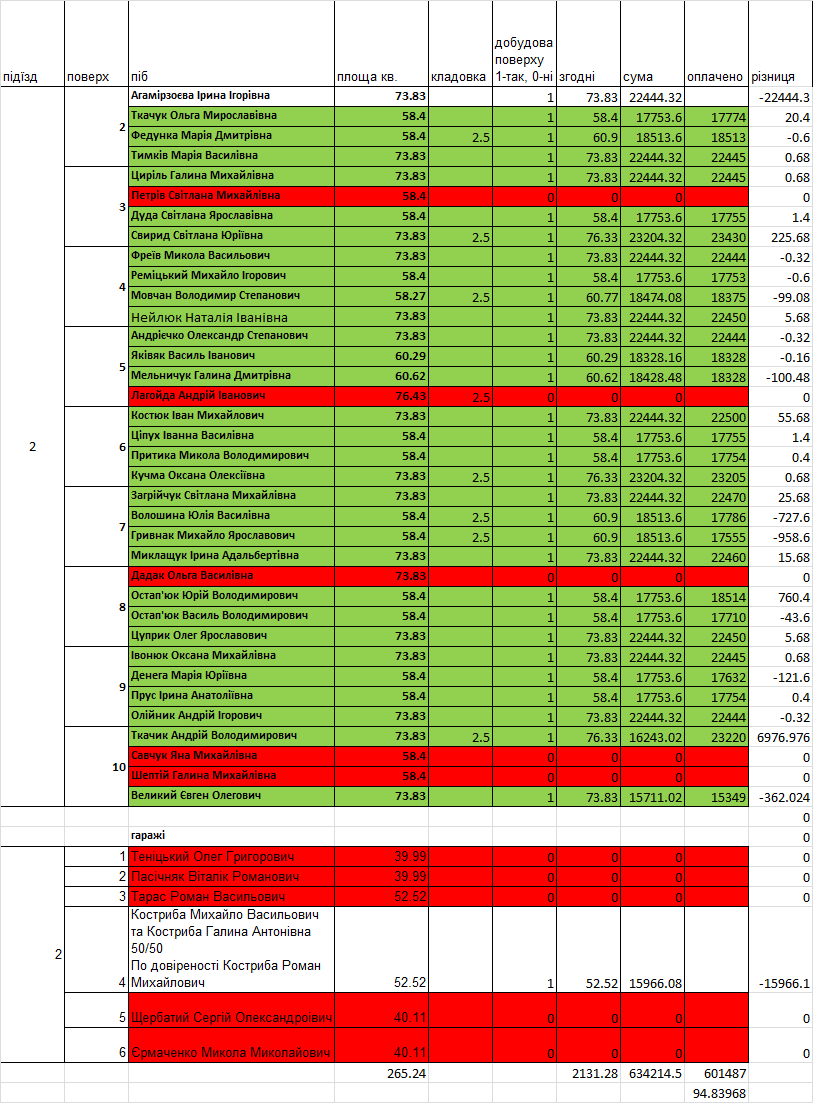 підїзд поверх піб площа кв. кладовка добудова поверху 1-так, 0-ні згодні сума оплачено різниця
2
2
Агамірзоєва Ірина Ігорівна 73.83 1 73.83 22444.32 -22444.3
Ткачук Ольга Мирославівна 58.4 1 58.4 17753.6 17774 20.4
Федунка Марія Дмитрівна 58.4 2.5 1 60.9 18513.6 18513 -0.6
Тимків Марія Василівна 73.83 1 73.83 22444.32 22445 0.68
3
Циріль Галина Михайлівна 73.83 1 73.83 22444.32 22445 0.68
Петрів Світлана Михайлівна 58.4 0 0 0 0
Дуда Світлана Ярославівна 58.4 1 58.4 17753.6 17755 1.4
Свирид Світлана Юріївна 73.83 2.5 1 76.33 23204.32 23430 225.68
4
Фреїв Микола Васильович 73.83 1 73.83 22444.32 22444 -0.32
Реміцький Михайло Ігорович 58.4 1 58.4 17753.6 17753 -0.6
Мовчан Володимир Степанович 58.27 2.5 1 60.77 18474.08 18375 -99.08
Нейлюк Наталія Іванівна 73.83 1 73.83 22444.32 22450 5.68
5
Андрієчко Олександр Степанович 73.83 1 73.83 22444.32 22444 -0.32
Яківяк Василь Іванович 60.29 1 60.29 18328.16 18328 -0.16
Мельничук Галина Дмитрівна 60.62 1 60.62 18428.48 18328 -100.48
Лагойда Андрій Іванович 76.43 2.5 0 0 0 0
6
Костюк Іван Михайлович 73.83 1 73.83 22444.32 22500 55.68
Ціпух Іванна Василівна 58.4 1 58.4 17753.6 17755 1.4
Притика Микола Володимирович 58.4 1 58.4 17753.6 17754 0.4
Кучма Оксана Олексіївна 73.83 2.5 1 76.33 23204.32 23205 0.68
7
Загрійчук Світлана Михайлівна 73.83 1 73.83 22444.32 22470 25.68
Волошина Юлія Василівна 58.4 2.5 1 60.9 18513.6 17786 -727.6
Гривнак Михайло Ярославович 58.4 2.5 1 60.9 18513.6 17555 -958.6
Миклащук Ірина Адальбертівна 73.83 1 73.83 22444.32 22460 15.68
8
Дадак Ольга Василівна 73.83 0 0 0 0
Остап'юк Юрій Володимирович 58.4 1 58.4 17753.6 18514 760.4
Остап'юк Василь Володимирович 58.4 1 58.4 17753.6 17710 -43.6
Цуприк Олег Ярославович 73.83 1 73.83 22444.32 22450 5.68
9
Івонюк Оксана Михайлівна 73.83 1 73.83 22444.32 22445 0.68
Денега Марія Юріївна 58.4 1 58.4 17753.6 17632 -121.6
Прус Ірина Анатоліївна 58.4 1 58.4 17753.6 17754 0.4
Олійник Андрій Ігорович 73.83 1 73.83 22444.32 22444 -0.32
10
Ткачик Андрій Володимирович 73.83 2.5 1 76.33 16243.02 23220 6976.976
Савчук Яна Михайлівна 58.4 0 0 0 0
Шептій Галина Михайлівна 58.4 0 0 0 0
Великий Євген Олегович 73.83 1 73.83 15711.02 15349 -362.024
0
гаражі 0
2
1 Теніцький Олег Григорович 39.99 0 0 0 0
2 Пасічняк Віталік Романович 39.99 0 0 0 0
3 Тарас Роман Васильович 52.52 0 0 0 0
Костриба Михайло Васильович
та Костриба Галина Антонівна
50/50
По довіреності Костриба Роман
4 Михайлович 52.52 1 52.52 15966.08 -15966.1
5 Щербатий Сергій Олександроівич 40.11 0 0 0 0
6 Єрмаченко Микола Миколайович 40.11 0 0 0 0
265.24 2131.28 634214.5 601487
94.83968